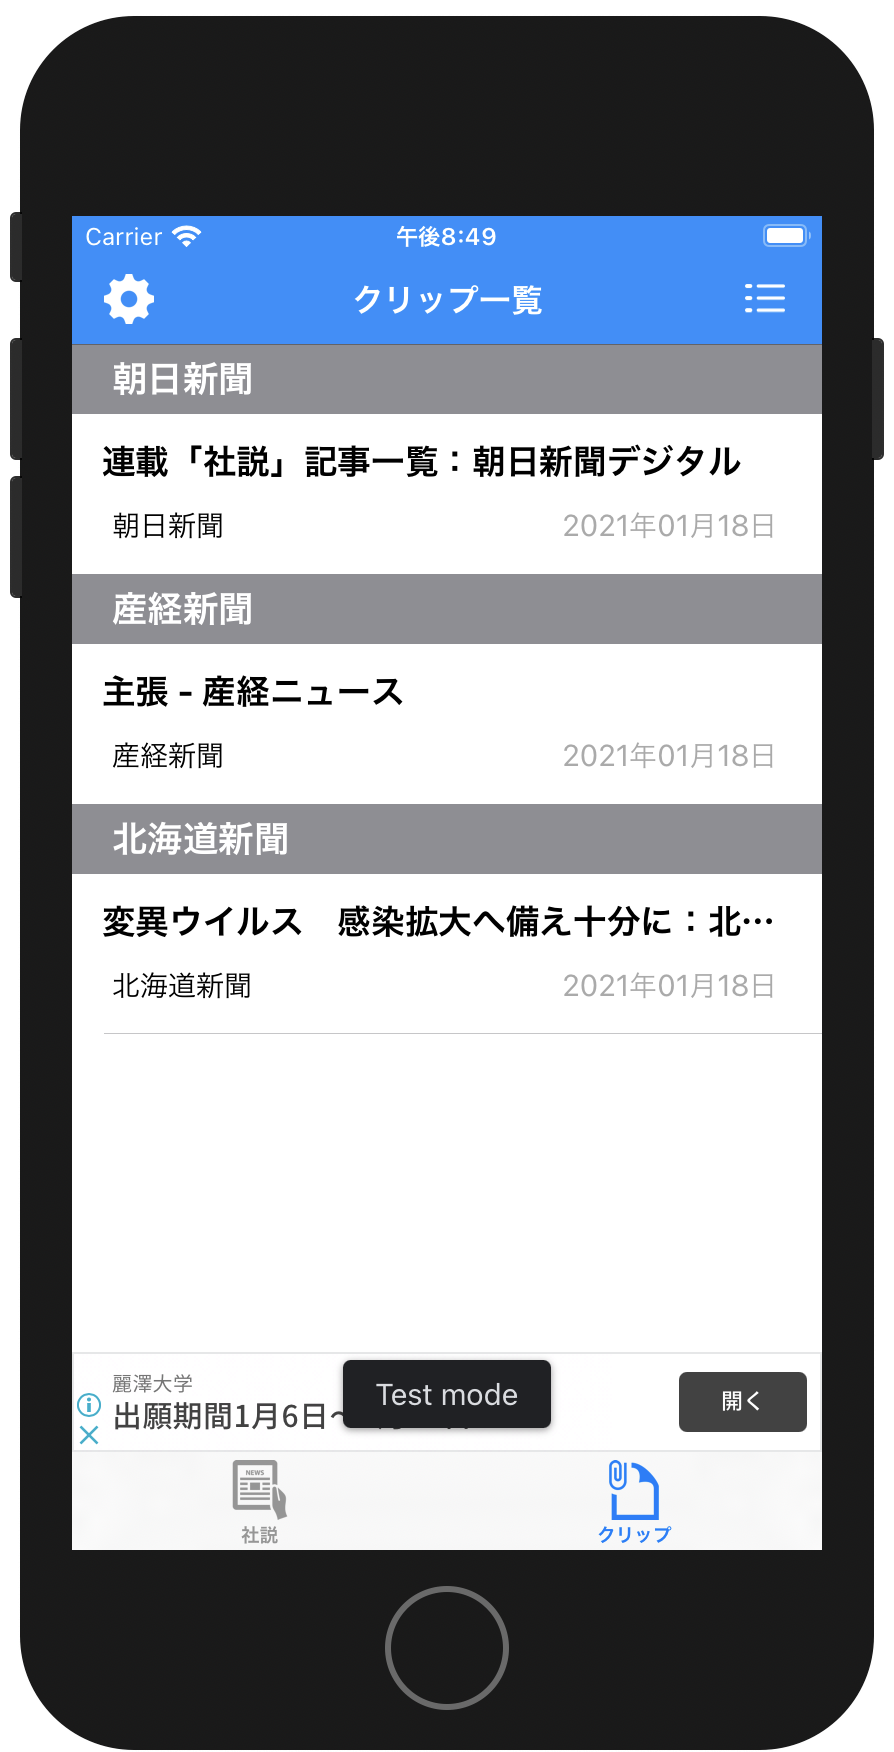 Carrier 午後8:49
クリップ一覧
朝日新聞
連載「社説」記事一覧：朝日新聞デジタル
朝日新聞 2021年01月18日
産経新聞
主張 - 産経ニュース
産経新聞 2021年01月18日
北海道新聞
変異ウイルス　感染拡大へ備え十分に：北…
北海道新聞 2021年01月18日
麗澤大学
出願期間1月6日～
Test mode
開く
NEWS
社説
クリップ